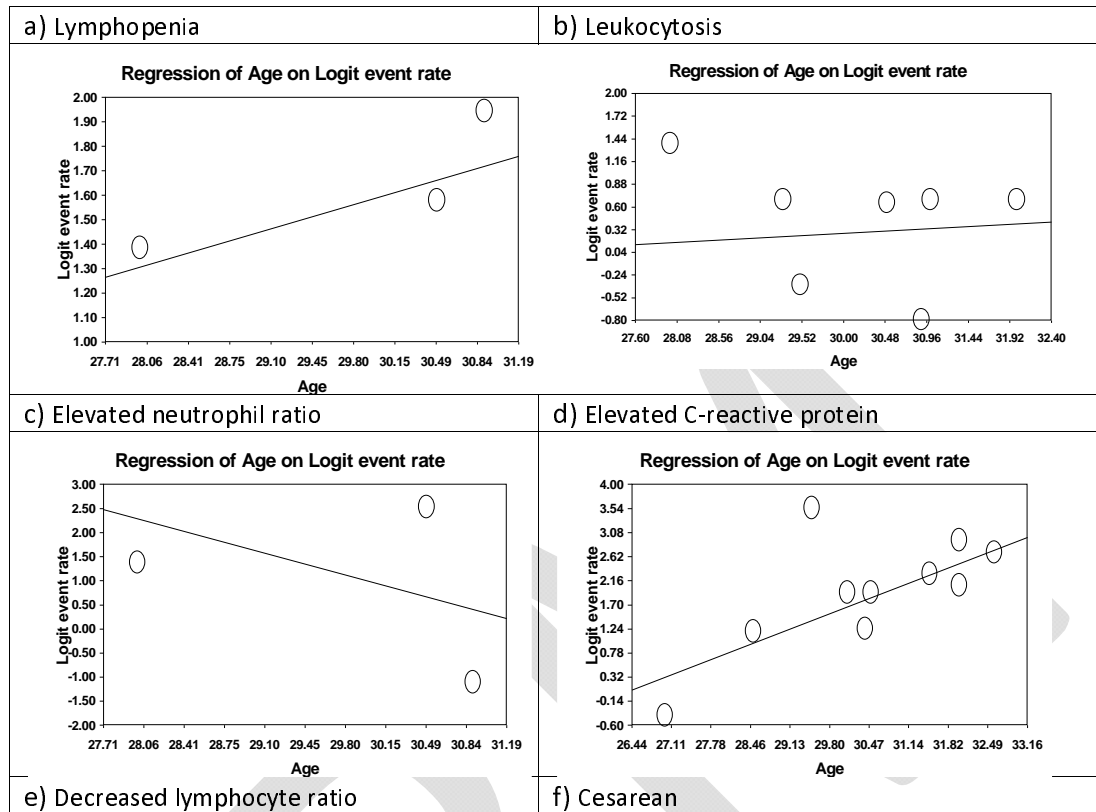 a) Lymphopenia
b) Leukocytosis
Regression of Age on Logit event rate
Logit event rate
2.00
1.90
1.80
1.70
1.60
1.50
1.40
1.30
1.20
1.10
1.00
27.71 28.06 28.41 28.75 29.10 29.45 29.80 30.15 30.49 30.84 31.19
Age
Regression of Age on Logit event rate
Logit event rate
2.00
1.72
1.44
1.16
0.88
0.60
0.32
0.04
-0.24
-0.52
-0.80
27.60 28.08 28.56 29.04 29.52 30.00 30.48 30.96 31.44 31.92 32.40
Age
c) Elevated neutrophil ratio
d) Elevated C-reactive protein
Regression of Age on Logit event rate
Logit event rate
3.00
2.50
2.00
1.50
1.00
0.50
0.00
-0.50
-1.00
-1.50
-2.00
27.71 28.06 28.41 28.75 29.10 29.45 29.80 30.15 30.49 30.84 31.19
Age
Regression of Age on Logit event rate
Logit event rate
4.00
3.54
3.08
2.62
2.16
1.70
1.24
0.78
0.32
-0.14
-0.60
26.44 27.11 27.78 28.46 29.13 29.80 30.47 31.14 31.82 32.49 33.16
Age
e) Decreased lymphocyte ratio
f) Cesarean